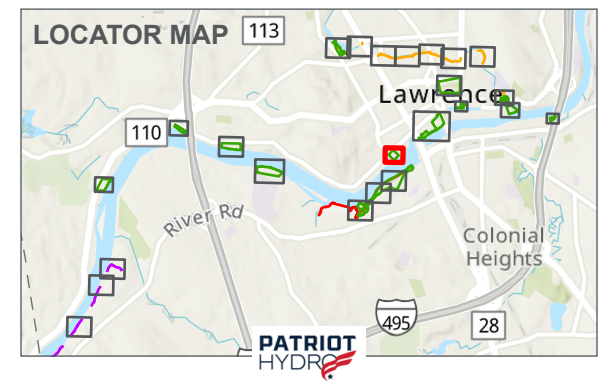 LOCATOR MAP
113
Lawrence
110
River Rd
Colonial
Heights
495
28
PATRIOT
HYDRO